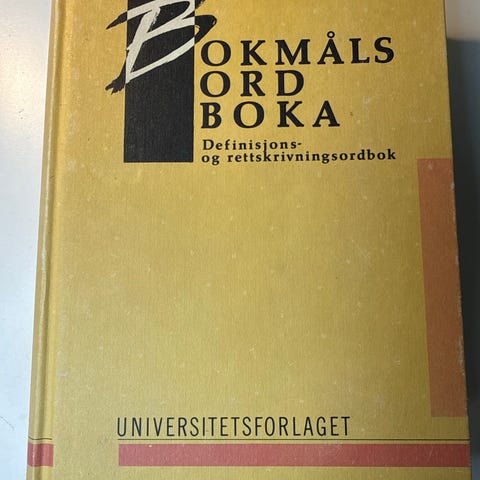 BOKMÅLS
ORD
BOKA
Definisjons-
og rettskrivningsordbok
UNIVERSITETSFORLAGET